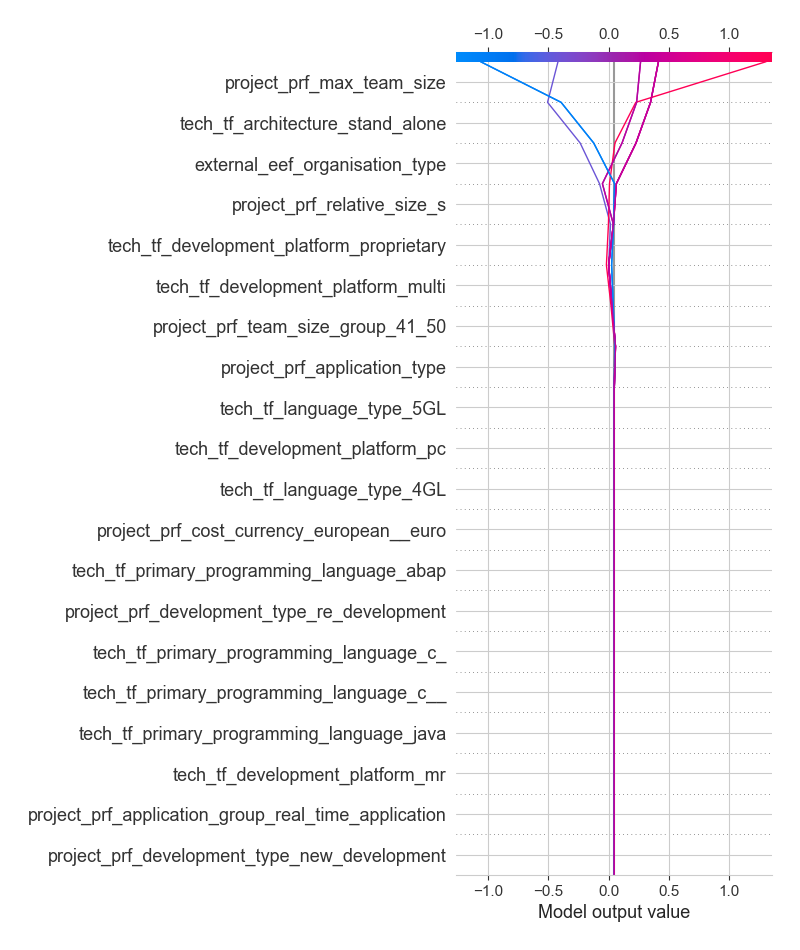 −1.0 −0.5 0.0 0.5 1.0
project_prf_max_team_size
tech_tf_architecture_stand_alone
external_eef_organisation_type
project_prf_relative_size_s
tech_tf_development_platform_proprietary
tech_tf_development_platform_multi
project_prf_team_size_group_41_50
project_prf_application_type
tech_tf_language_type_5GL
tech_tf_development_platform_pc
tech_tf_language_type_4GL
project_prf_cost_currency_european__euro
tech_tf_primary_programming_language_abap
project_prf_development_type_re_development
tech_tf_primary_programming_language_c_
tech_tf_primary_programming_language_c__
tech_tf_primary_programming_language_java
tech_tf_development_platform_mr
project_prf_application_group_real_time_application
project_prf_development_type_new_development
−1.0 −0.5 0.0 0.5 1.0
Model output value